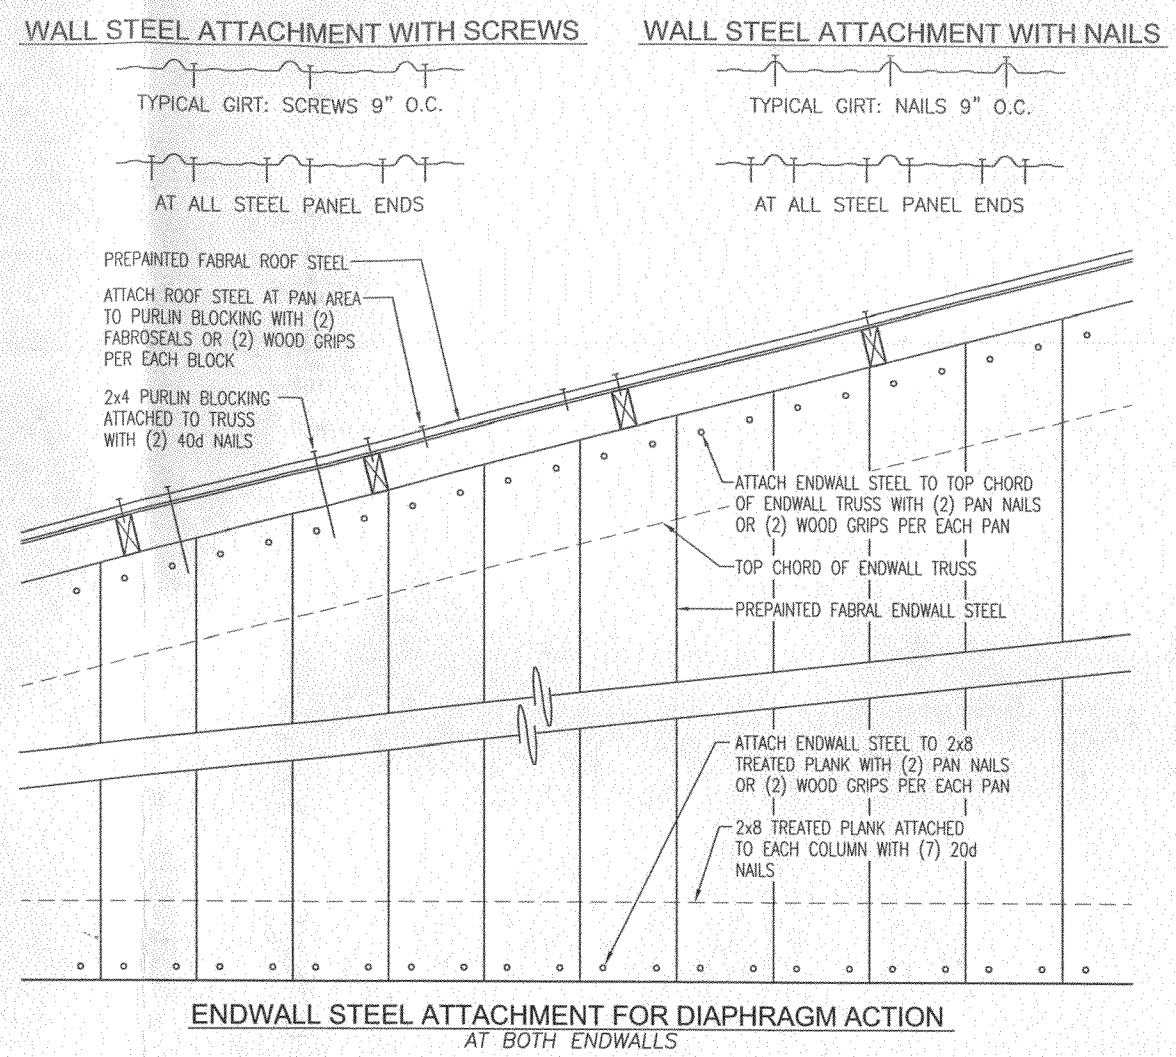 WALL STEEL ATTACHMENT WITH SCREWS
WALL STEEL ATTACHMENT WITH NAILS
TYPICAL GIRT: SCREWS 9" O.C.
TYPICAL GIRT: NAILS 9" O.C.
AT ALL STEEL PANEL ENDS
AT ALL STEEL PANEL ENDS
PREPAINTED FABRAL ROOF STEEL
ATTACH ROOF STEEL AT PAN AREA
TO PURLIN BLOCKING WITH (2)
FABROSEALS OR (2) WOOD GRIPS
PER EACH BLOCK
2x4 PURLIN BLOCKING
ATTACHED TO TRUSS
WITH (2) 40d NAILS
ATTACH ENDWALL STEEL TO TOP CHORD
OF ENDWALL TRUSS WITH (2) PAN NAILS
OR (2) WOOD GRIPS PER EACH PAN
TOP CHORD OF ENDWALL TRUSS
PREPAINTED FABRAL ENDWALL STEEL
ATTACH ENDWALL STEEL TO 2x8
TREATED PLANK WITH (2) PAN NAILS
OR (2) WOOD GRIPS PER EACH PAN
2x8 TREATED PLANK ATTACHED
TO EACH COLUMN WITH (7) 20d
NAILS
ENDWALL STEEL ATTACHMENT FOR DIAPHRAGM ACTION
AT BOTH ENDWALLS